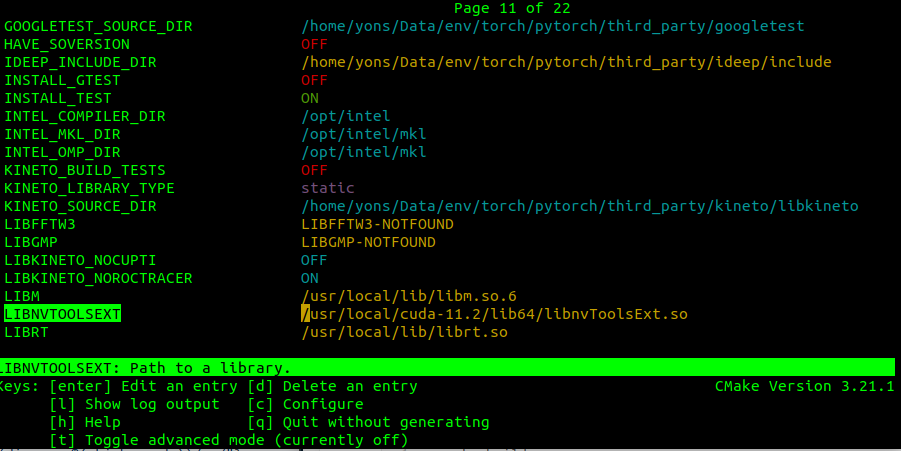 Page 11 of 22
GOOGLETEST_SOURCE_DIR /home/yons/Data/env/torch/pytorch/third_party/googletest
HAVE_SOVERSION OFF
IDEEP_INCLUDE_DIR /home/yons/Data/env/torch/pytorch/third_party/ideep/include
INSTALL_GTEST OFF
INSTALL_TEST ON
INTEL_COMPILER_DIR /opt/intel
INTEL_MKL_DIR /opt/intel/mkl
INTEL_OMP_DIR /opt/intel/mkl
KINETO_BUILD_TESTS OFF
KINETO_LIBRARY_TYPE static
KINETO_SOURCE_DIR /home/yons/Data/env/torch/pytorch/third_party/kineto/libkineto
LIBFFTW3 LIBFFTW3-NOTFOUND
LIBGMP LIBGMP-NOTFOUND
LIBKINETO_NOCUPTI OFF
LIBKINETO_NOROCTRACER ON
LIBM /usr/local/lib/libm.so.6
LIBNVTOOLSEXT /usr/local/cuda-11.2/lib64/libnvToolsExt.so
LIBRT /usr/local/lib/librt.so
LIBNVTOOLSEXT: Path to a library.
Keys: [enter] Edit an entry [d] Delete an entry CMake Version 3.21.1
[l] Show log output [c] Configure
[h] Help [q] Quit without generating
[t] Toggle advanced mode (currently off)